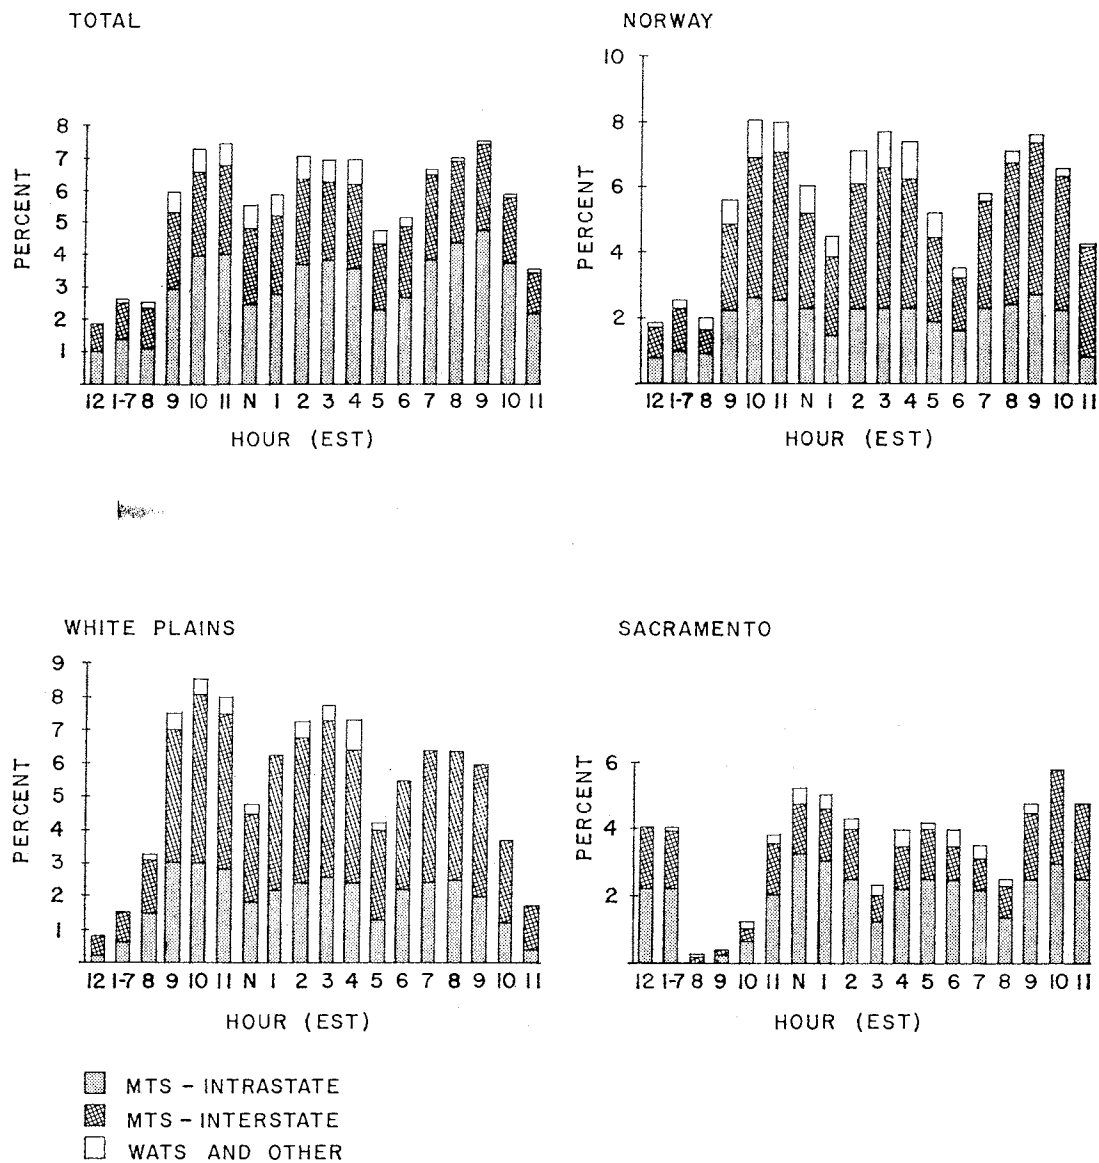 TOTAL
PERCENT
8
7
6
5
4
3
2
1
12 1-7 8 9 10 11 N 1 2 3 4 5 6 7 8 9 10 11
HOUR (EST)
NORWAY
PERCENT
10
8
6
4
2
12 1-7 8 9 10 11 N 1 2 3 4 5 6 7 8 9 10 11
HOUR (EST)
WHITE PLAINS
PERCENT
9
8
7
6
5
4
3
2
1
12 1-7 8 9 10 11 N 1 2 3 4 5 6 7 8 9 10 11
HOUR (EST)
SACRAMENTO
PERCENT
6
4
2
12 1-7 8 9 10 11 N 1 2 3 4 5 6 7 8 9 10 11
HOUR (EST)
MTS - INTRASTATE
MTS - INTERSTATE
WATS AND OTHER